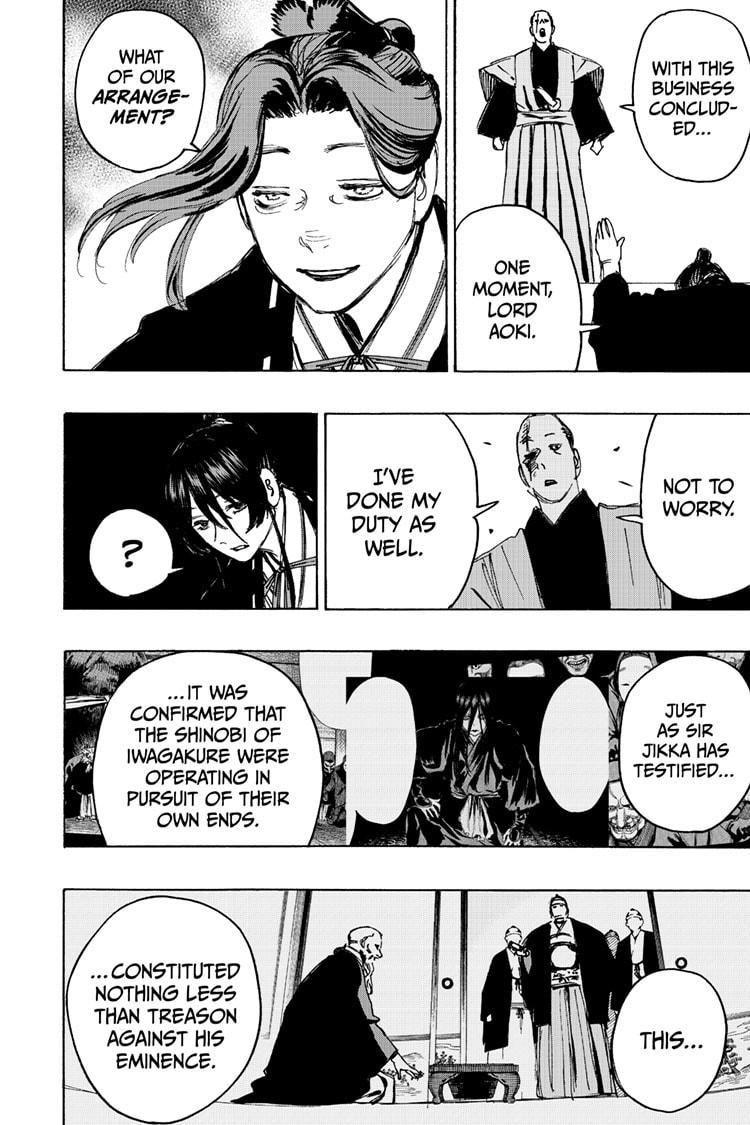 WITH THIS
BUSINESS
CONCLUD-
ED...
ONE
MOMENT,
LORD
AOKI.
WHAT
OF OUR
ARRANGE-
MENT?
NOT TO
WORRY.
I'VE
DONE MY
DUTY AS
WELL.
?
JUST
AS SIR
JIKKA HAS
TESTIFIED...
...IT WAS
CONFIRMED THAT
THE SHINOBI OF
IWAGAKURE WERE
OPERATING IN
PURSUIT OF THEIR
OWN ENDS.
THIS...
...CONSTITUTED
NOTHING LESS
THAN TREASON
AGAINST HIS
EMINENCE.